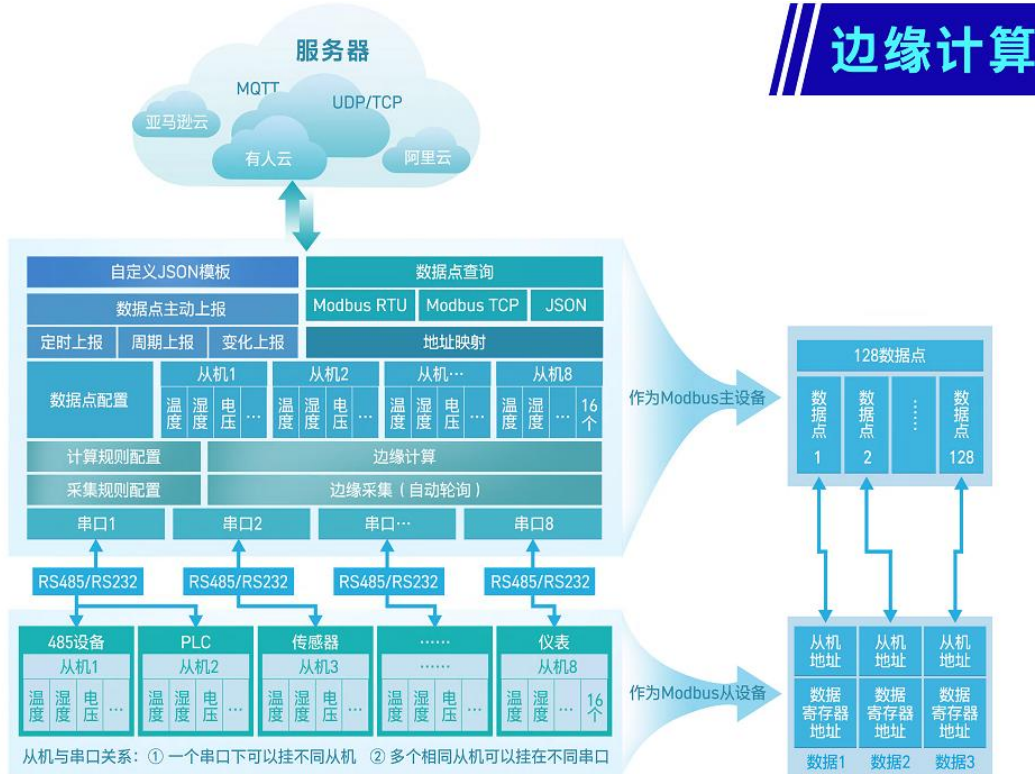 边缘计算
服务器
MQTT
UDP/TCP
亚马逊云
有人云
阿里云
自定义JSON模板
数据点查询
数据点主动上报
Modbus RTU
Modbus TCP
JSON
定时上报
周期上报
变化上报
地址映射
数据点配置
从机1
从机2
从机…
从机8
温度 湿度 电压 …
温度 湿度 电压 …
温度 湿度 电压 …
温度 湿度 … 16个
计算规则配置
边缘计算
采集规则配置
边缘采集（自动轮询）
串口1
串口2
串口…
串口8
RS485/RS232
RS485/RS232
RS485/RS232
RS485/RS232
485设备
PLC
传感器
……
仪表
从机1
从机2
从机3
……
从机8
温度 湿度 电压 …
温度 湿度 电压 …
温度 湿度 电压 …
温度 湿度 电压 …
温度 湿度 … 16个
从机与串口关系：① 一个串口下可以挂不同从机 ② 多个相同从机可以挂在不同串口
作为Modbus主设备
128数据点
数据点1
数据点2
……
数据点128
作为Modbus从设备
从机地址
从机地址
从机地址
数据寄存器地址
数据寄存器地址
数据寄存器地址
数据1
数据2
数据3